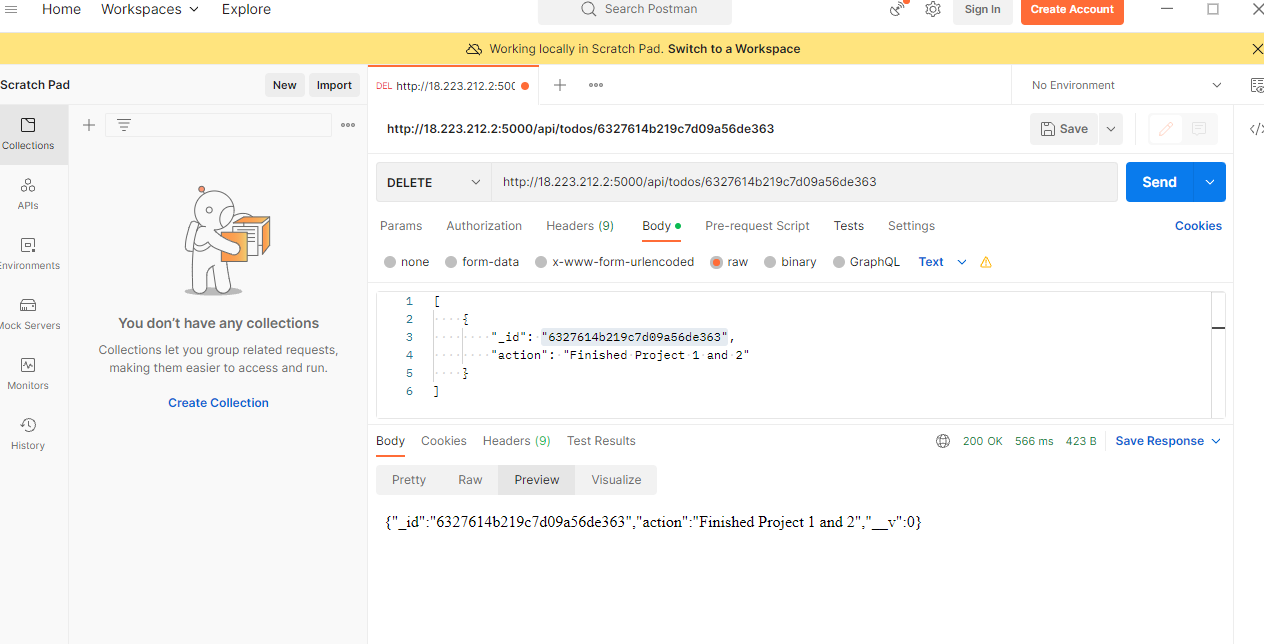 Home Workspaces Explore Search Postman Sign In Create Account
Working locally in Scratch Pad. Switch to a Workspace
Scratch Pad New Import
DEL http://18.223.212.2:500
No Environment
Collections
APIs
Environments
Mock Servers
Monitors
History
You don't have any collections
Collections let you group related requests,
making them easier to access and run.
Create Collection
http://18.223.212.2:5000/api/todos/6327614b219c7d09a56de363 Save
DELETE http://18.223.212.2:5000/api/todos/6327614b219c7d09a56de363 Send
Params Authorization Headers (9) Body Pre-request Script Tests Settings Cookies
none form-data x-www-form-urlencoded raw binary GraphQL Text
1 [
2 {
3 "_id": "6327614b219c7d09a56de363",
4 "action": "Finished Project 1 and 2"
5 }
6 ]
Body Cookies Headers (9) Test Results 200 OK 566 ms 423 B Save Response
Pretty Raw Preview Visualize
{"_id":"6327614b219c7d09a56de363","action":"Finished Project 1 and 2","__v":0}